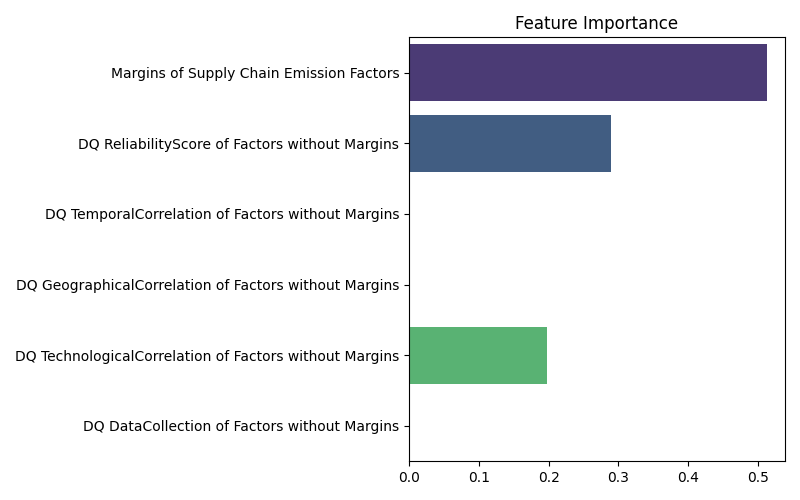 Feature Importance
Margins of Supply Chain Emission Factors
DQ ReliabilityScore of Factors without Margins
DQ TemporalCorrelation of Factors without Margins
DQ GeographicalCorrelation of Factors without Margins
DQ TechnologicalCorrelation of Factors without Margins
DQ DataCollection of Factors without Margins
0.0 0.1 0.2 0.3 0.4 0.5